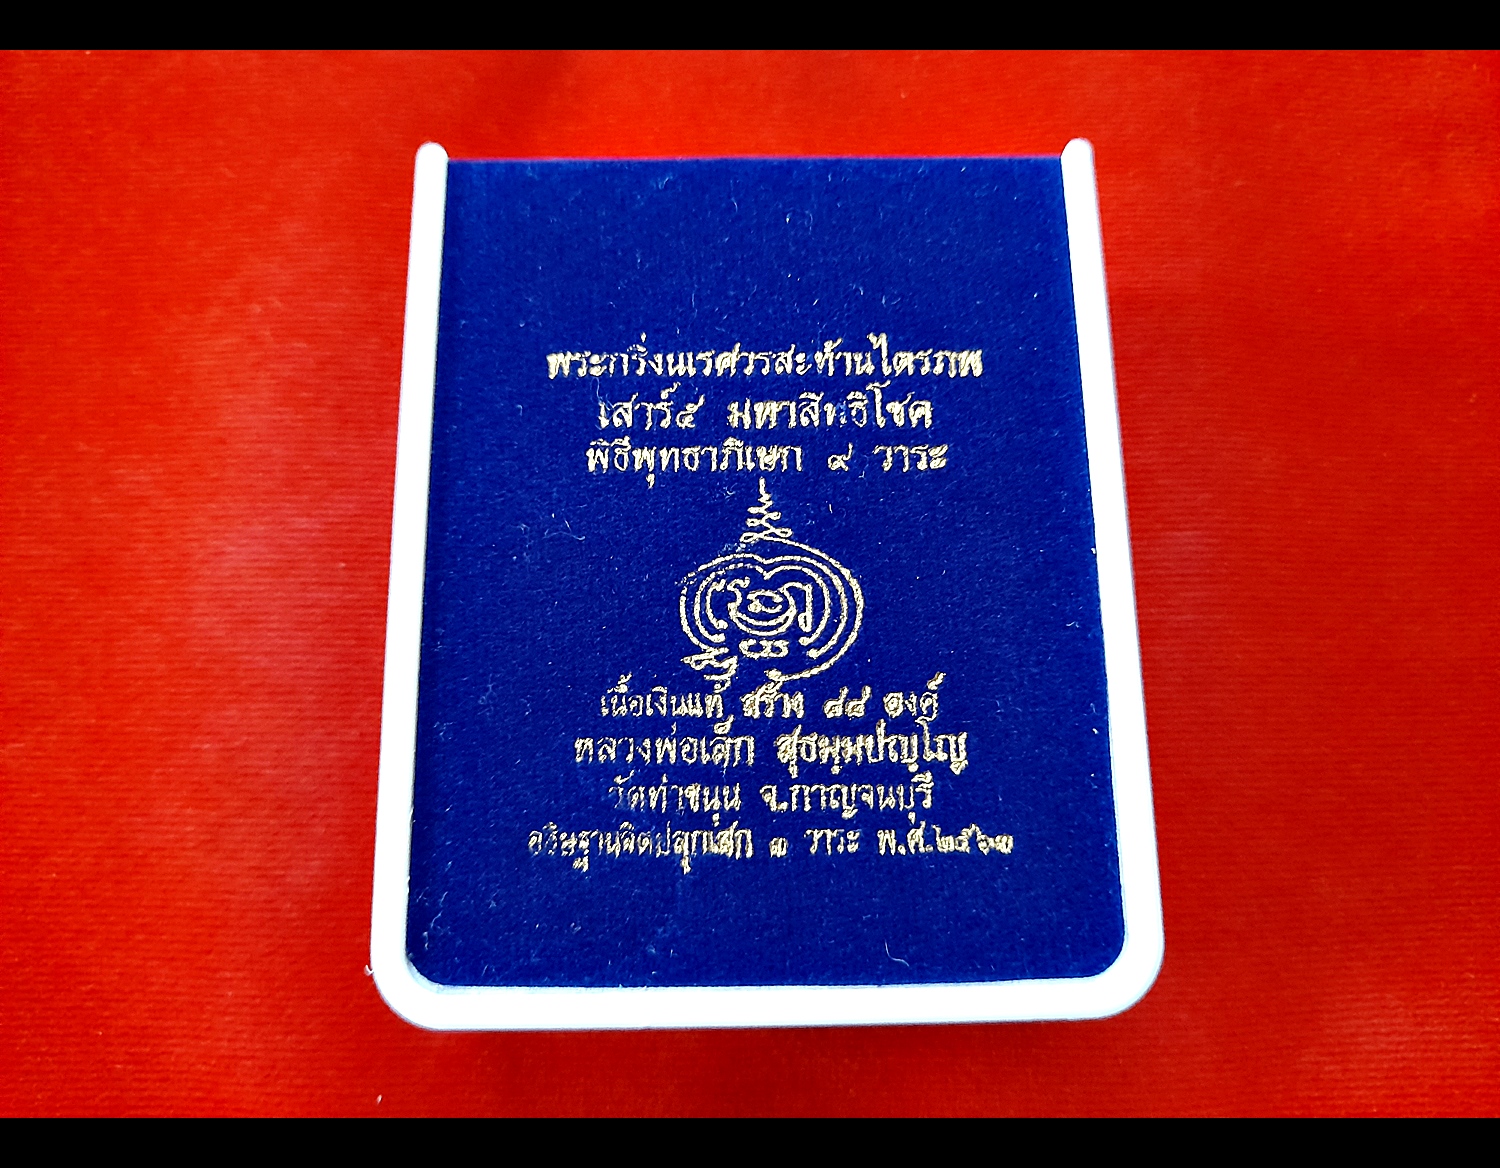 พระกริ่งนเรศวรสะท้านไตรภพ
เสาร์๕ มหาสิทธิโชค
พิธีพุทธาภิเษก ๙ วาระ
เนื้อเงินแท้ สร้าง ๘๘ องค์
หลวงพ่อเล็ก สุธมฺมปญฺโญ
วัดท่าขนุน จ.กาญจนบุรี
อธิษฐานจิตปลุกเสก ๑ วาระ พ.ศ.